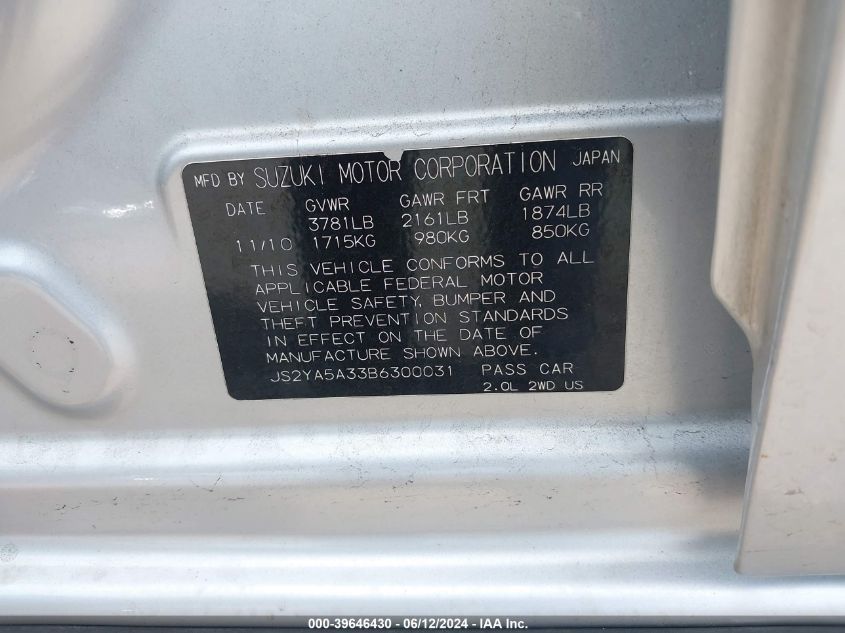 MFD BY SUZUKI MOTOR CORPORATION JAPAN
DATE GVWR GAWR FRT GAWR RR
3781LB 2161LB 1874LB
11/10 1715KG 980KG 850KG
THIS VEHICLE CONFORMS TO ALL
APPLICABLE FEDERAL MOTOR
VEHICLE SAFETY, BUMPER AND
THEFT PREVENTION STANDARDS
IN EFFECT ON THE DATE OF
MANUFACTURE SHOWN ABOVE.
JS2YA5A33B6300031 PASS CAR
2.0L 2WD US
000-39646430 - 06/12/2024 - IAA Inc.